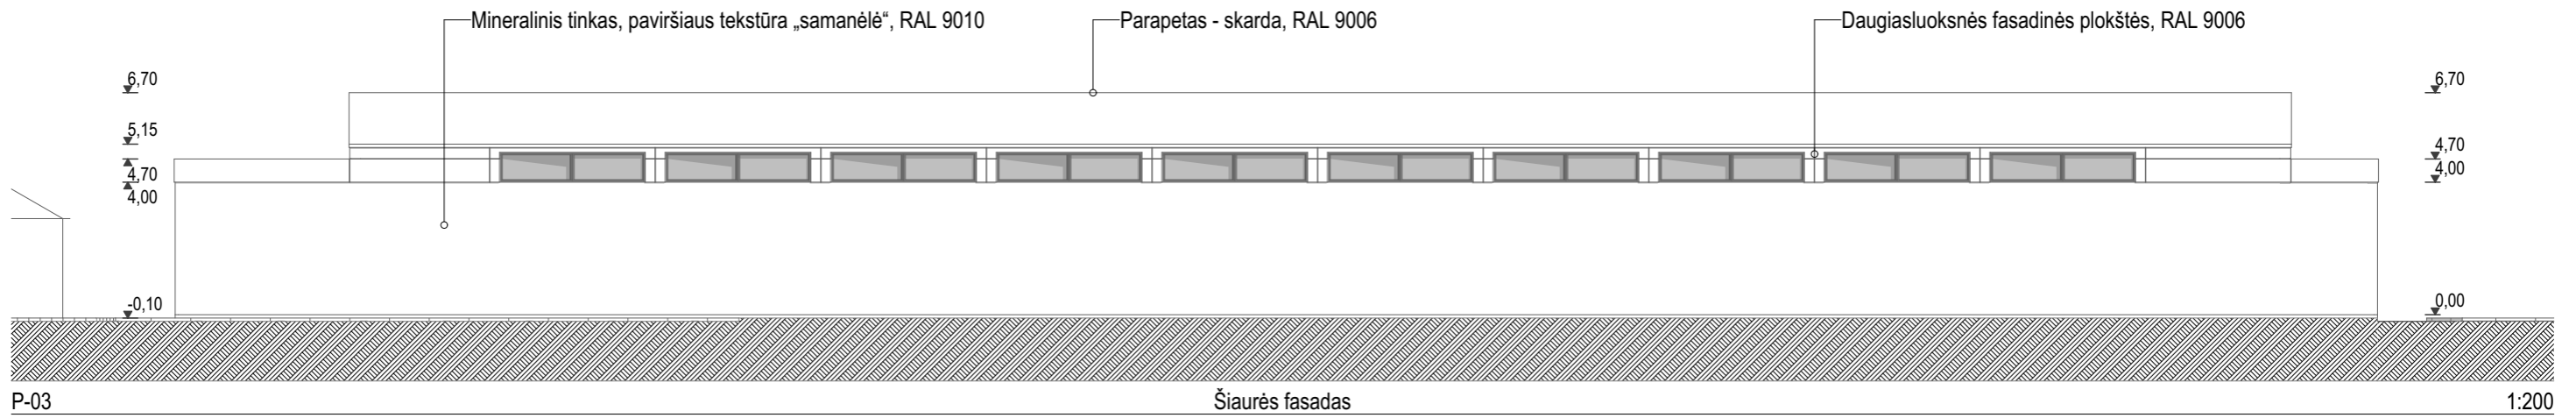 Mineralinis tinkas, paviršiaus tekstūra „samanėlė“, RAL 9010
Parapetas - skarda, RAL 9006
Daugiasluoksnės fasadinės plokštės, RAL 9006
6,70
5,15
4,70
4,00
-0,10
6,70
4,70
4,00
0,00
P-03
Šiaurės fasadas
1:200